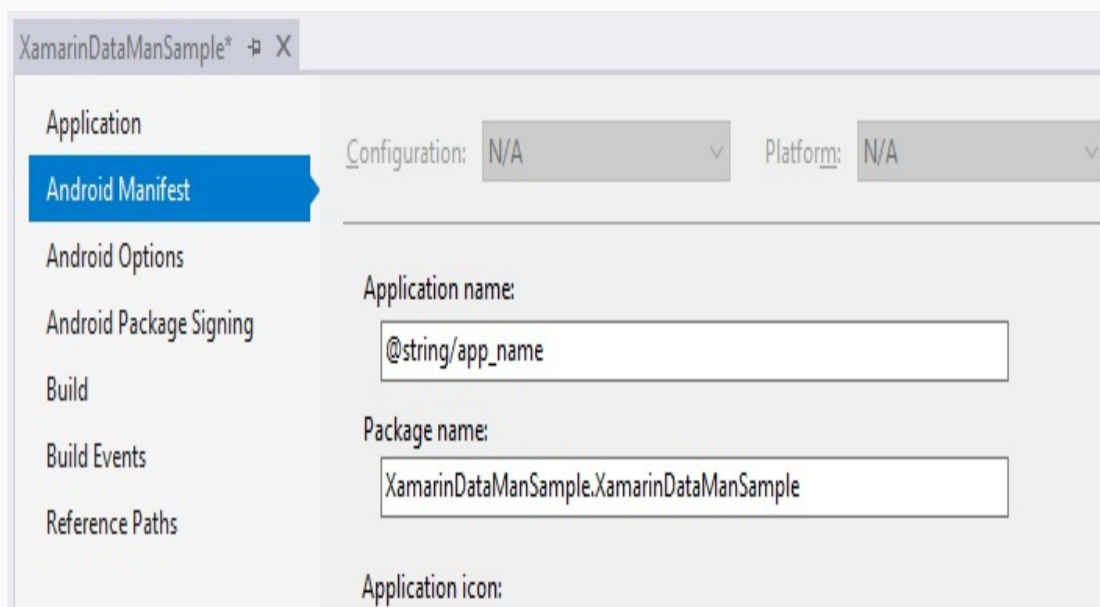 XamarinDataManSample*
Application
Android Manifest
Android Options
Android Package Signing
Build
Build Events
Reference Paths
Configuration: N/A Platform: N/A
Application name:
@string/app_name
Package name:
XamarinDataManSample.XamarinDataManSample
Application icon: